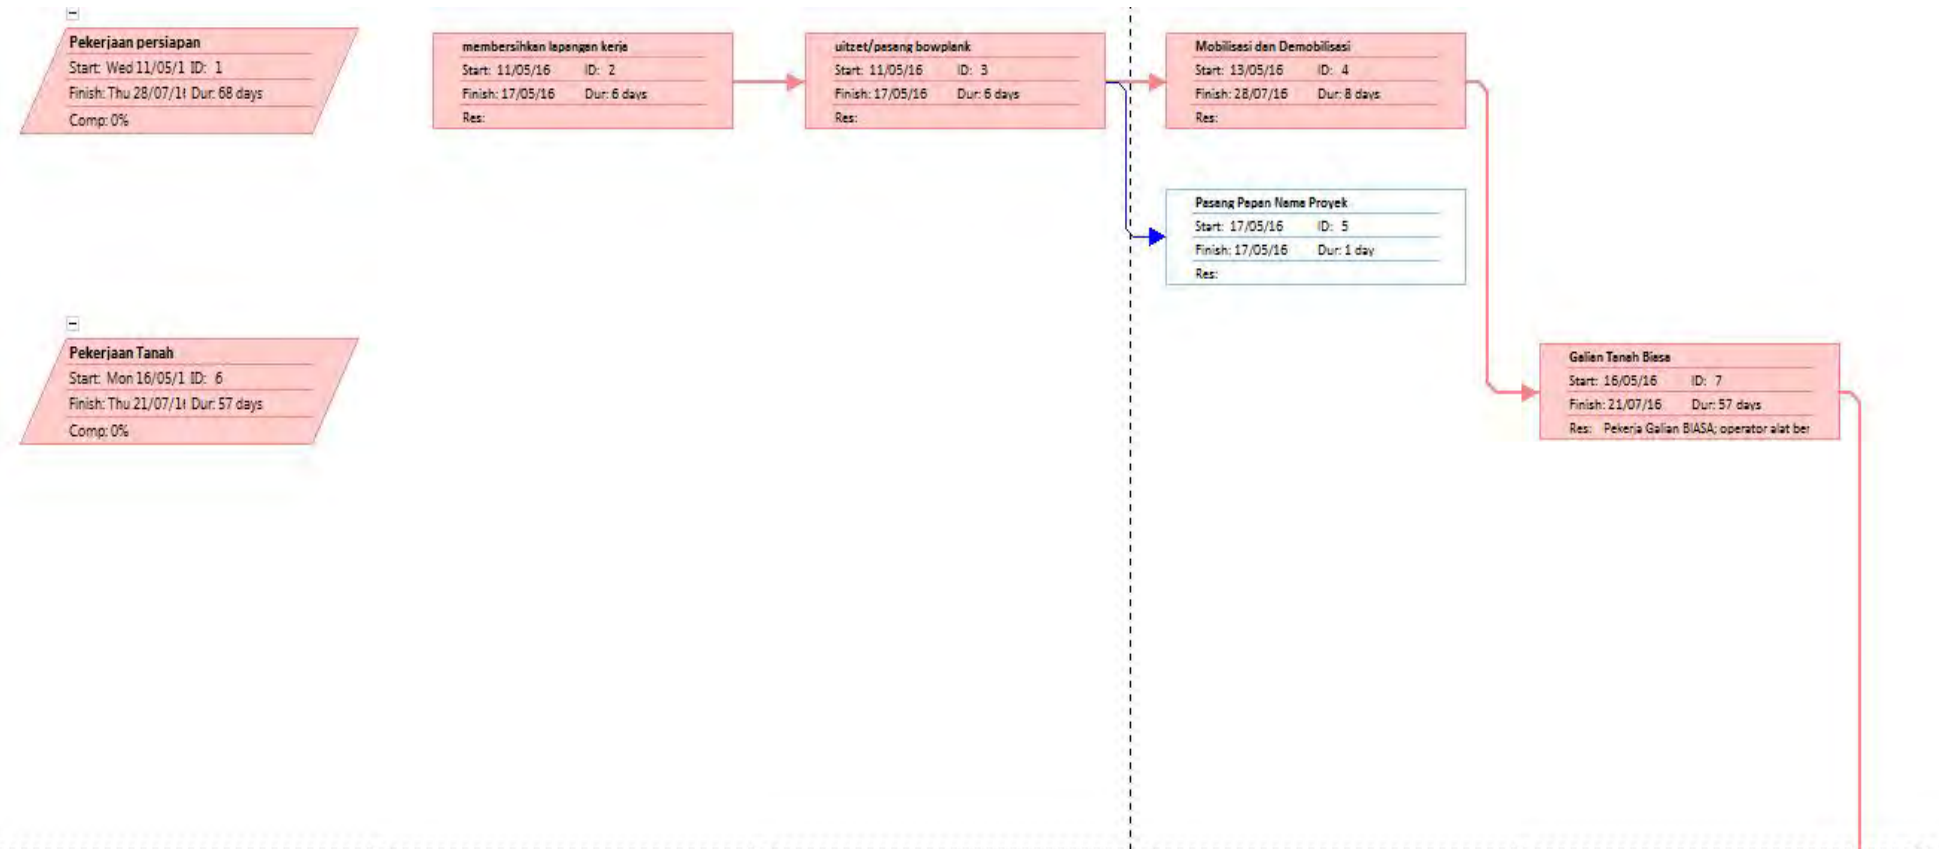 Pekerjaan persiapan
Start: Wed 11/05/1 ID: 1
Finish: Thu 28/07/1 Dur: 68 days
Comp: 0%
membersihkan lapangan kerja
Start: 11/05/16 ID: 2
Finish: 17/05/16 Dur: 6 days
Res:
uitzet/pasang bowplank
Start: 11/05/16 ID: 3
Finish: 17/05/16 Dur: 6 days
Res:
Mobilisasi dan Demobilisasi
Start: 13/05/16 ID: 4
Finish: 28/07/16 Dur: 8 days
Res:
Pasang Papan Nama Proyek
Start: 17/05/16 ID: 5
Finish: 17/05/16 Dur: 1 day
Res:
Pekerjaan Tanah
Start: Mon 16/05/1 ID: 6
Finish: Thu 21/07/1 Dur: 57 days
Comp: 0%
Galian Tanah Biasa
Start: 16/05/16 ID: 7
Finish: 21/07/16 Dur: 57 days
Res: Pekerja Galian BIASA; operator alat ber